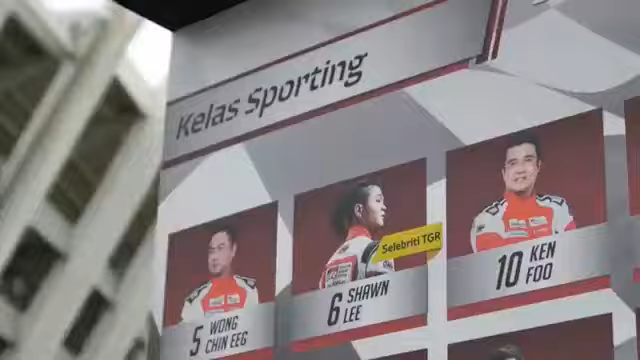 Kelas Sporting
Selebriti TGR
5 WONG
CHIN EEG
6 SHAWN
LEE
10 KEN
FOO